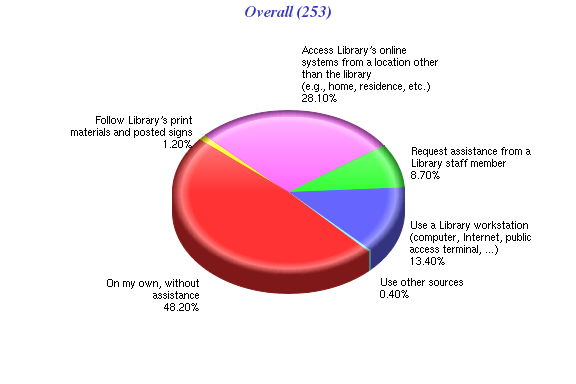 Overall (253)
Access Library's online
systems from a location other
than the library
(e.g., home, residence, etc.)
28.10%
Follow Library's print
materials and posted signs
1.20%
Request assistance from a
Library staff member
8.70%
Use a Library workstation
(computer, Internet, public
access terminal, ...)
13.40%
Use other sources
0.40%
On my own, without
assistance
48.20%